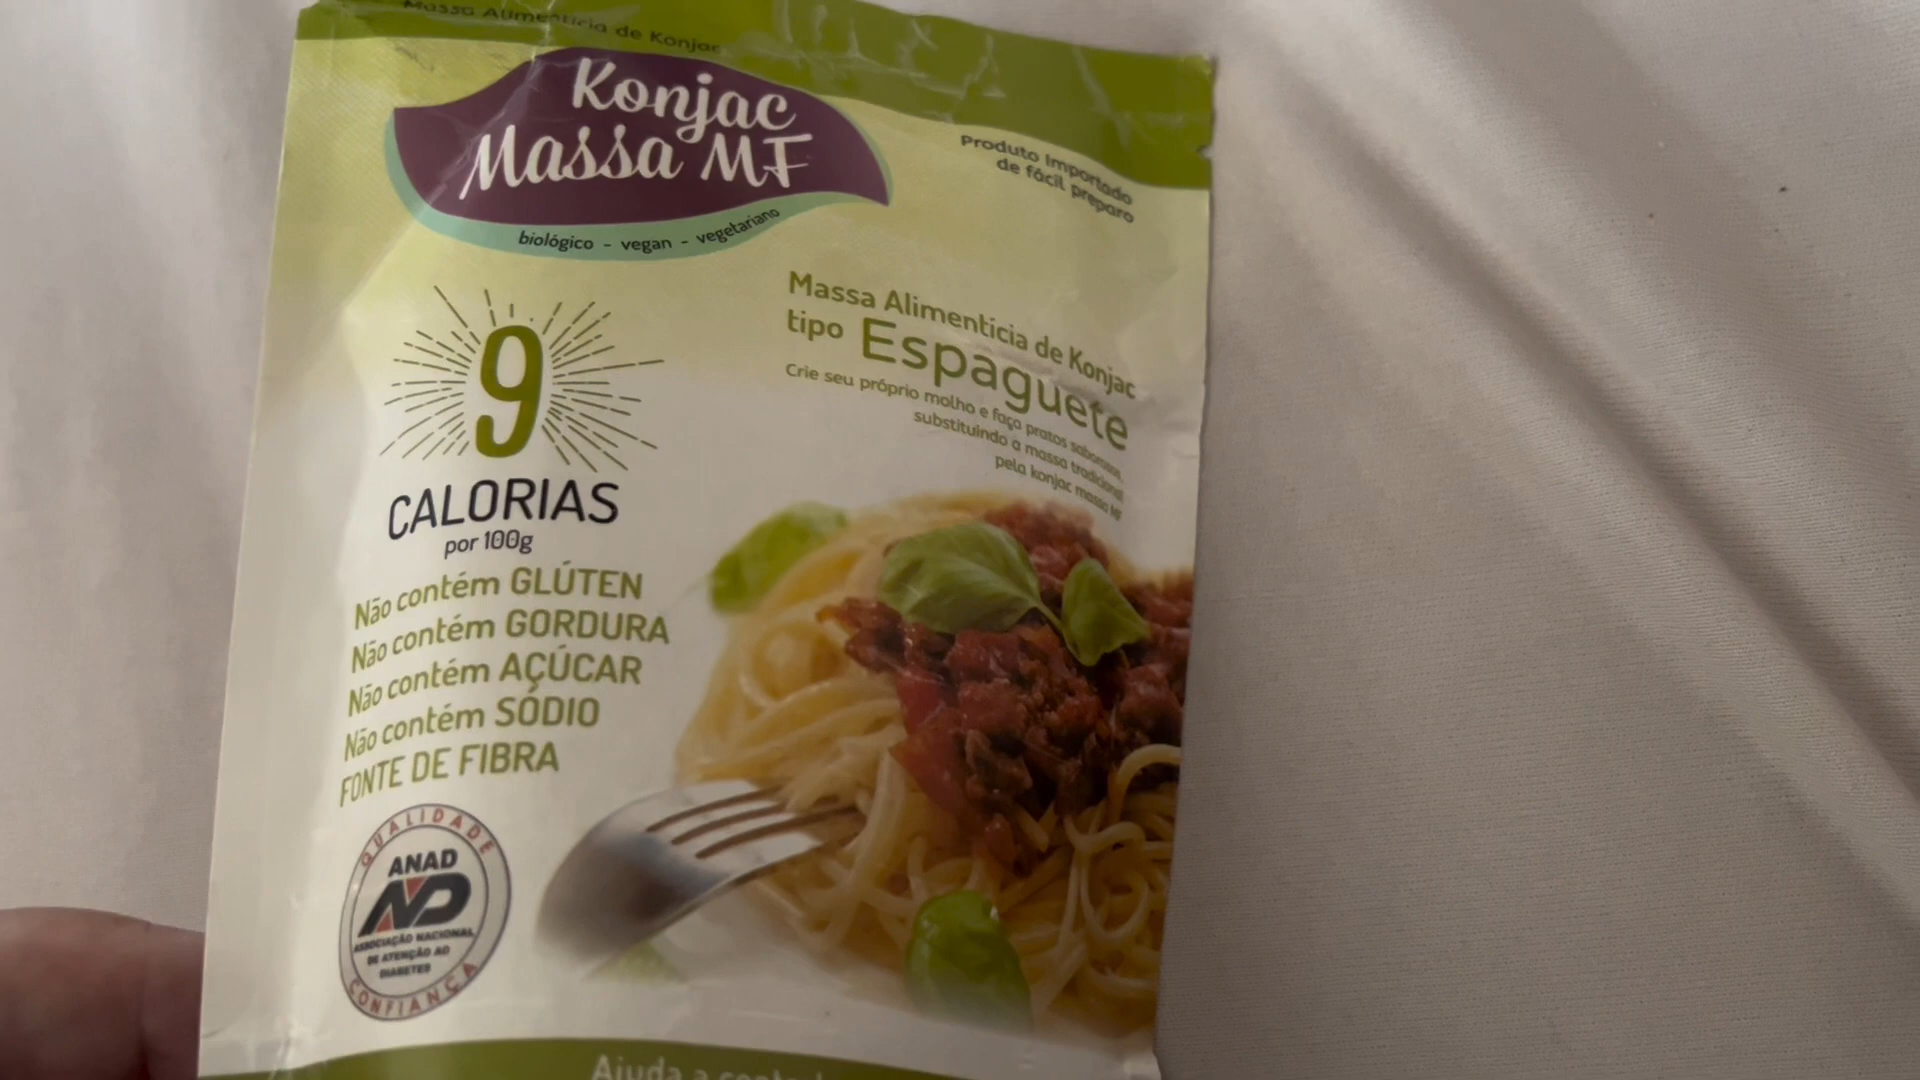 Massa Alimentícia de Konjac
Konjac
Massa MF
biológico - vegan - vegetariano
Produto Importado
de fácil preparo
Massa Alimentícia de Konjac
tipo Espaguete
Crie seu próprio molho e faça pratos saborosos,
substituindo a massa tradicional
pela konjac massa MF
9
CALORIAS
por 100g
Não contém GLÚTEN
Não contém GORDURA
Não contém AÇÚCAR
Não contém SÓDIO
FONTE DE FIBRA
QUALIDADE
ANAD
ASSOCIAÇÃO NACIONAL
DE ATENÇÃO AO
DIABETES
CONFIANÇA
Ajuda a